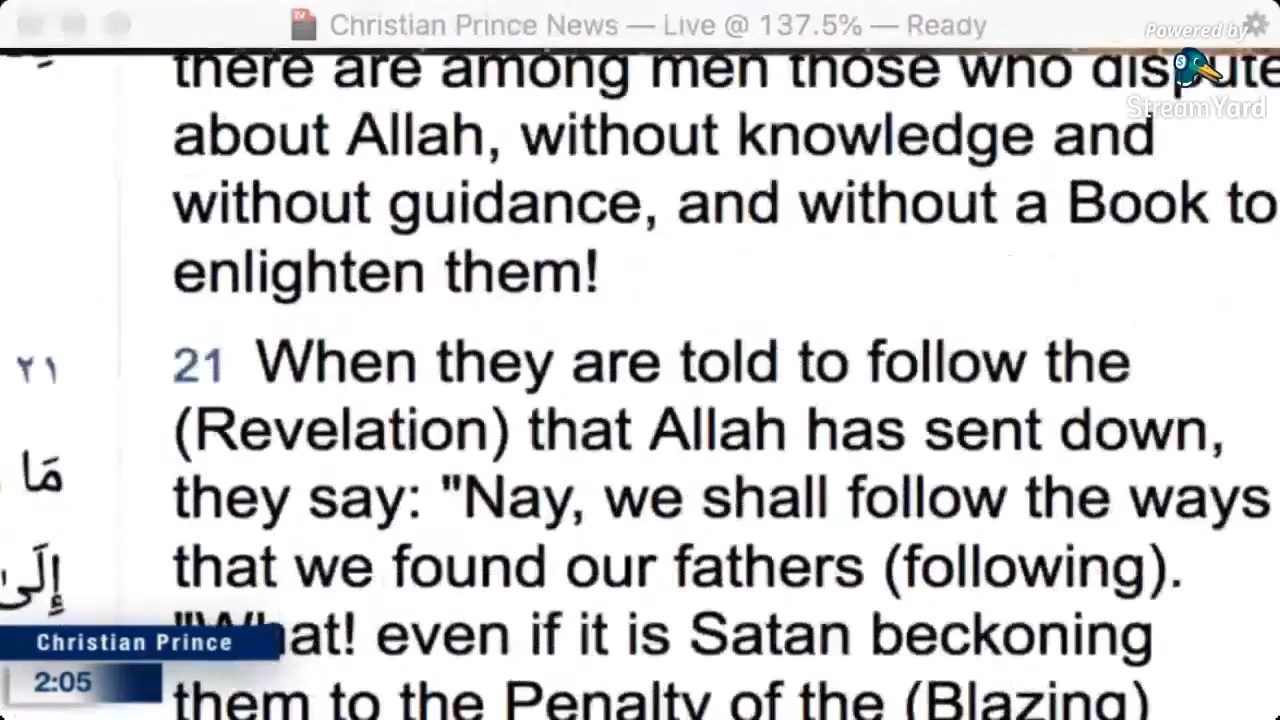 Christian Prince News — Live @ 137.5% — Ready
Powered by
StreamYard
there are among men those who dispute
about Allah, without knowledge and
without guidance, and without a Book to
enlighten them!
٢١
21 When they are told to follow the
(Revelation) that Allah has sent down,
مَا
they say: "Nay, we shall follow the ways
إِلَىٰ
that we found our fathers (following).
"What! even if it is Satan beckoning
Christian Prince
2:05
them to the Penalty of the (Blazing)